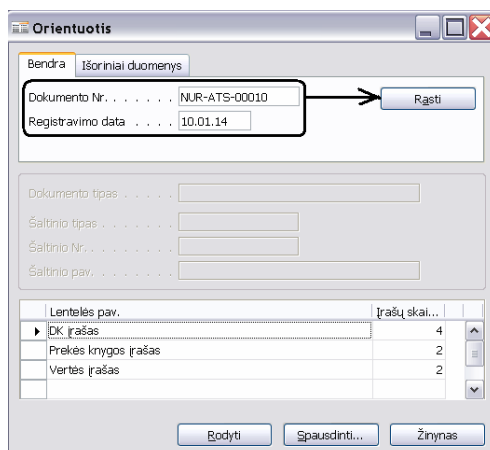 Orientuotis
Bendra Išoriniai duomenys
Dokumento Nr. . . . . . . NUR-ATS-00010 Rasti
Registravimo data . . . . 10.01.14
Dokumento tipas . . . . .
Šaltinio tipas . . . . . . .
Šaltinio Nr. . . . . . . . .
Šaltinio pav. . . . . . . .
Lentelės pav. Įrašų skai...
DK įrašas 4
Prekės knygos įrašas 2
Vertės įrašas 2
Rodyti Spausdinti... Žinynas